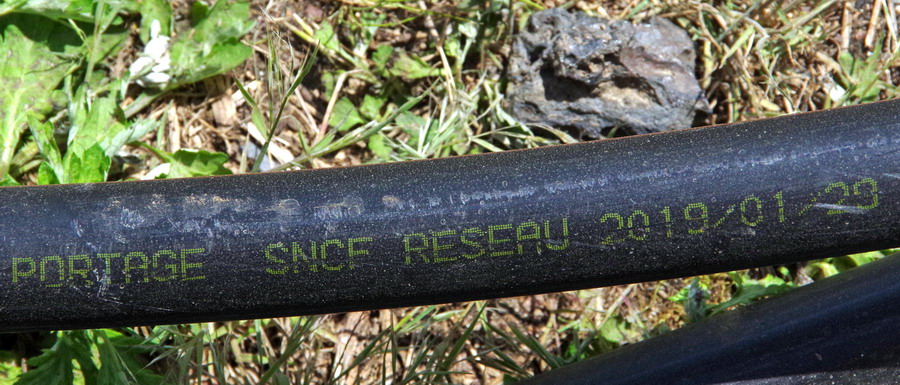 PORTAGE SNCF RESEAU 2019/01/29